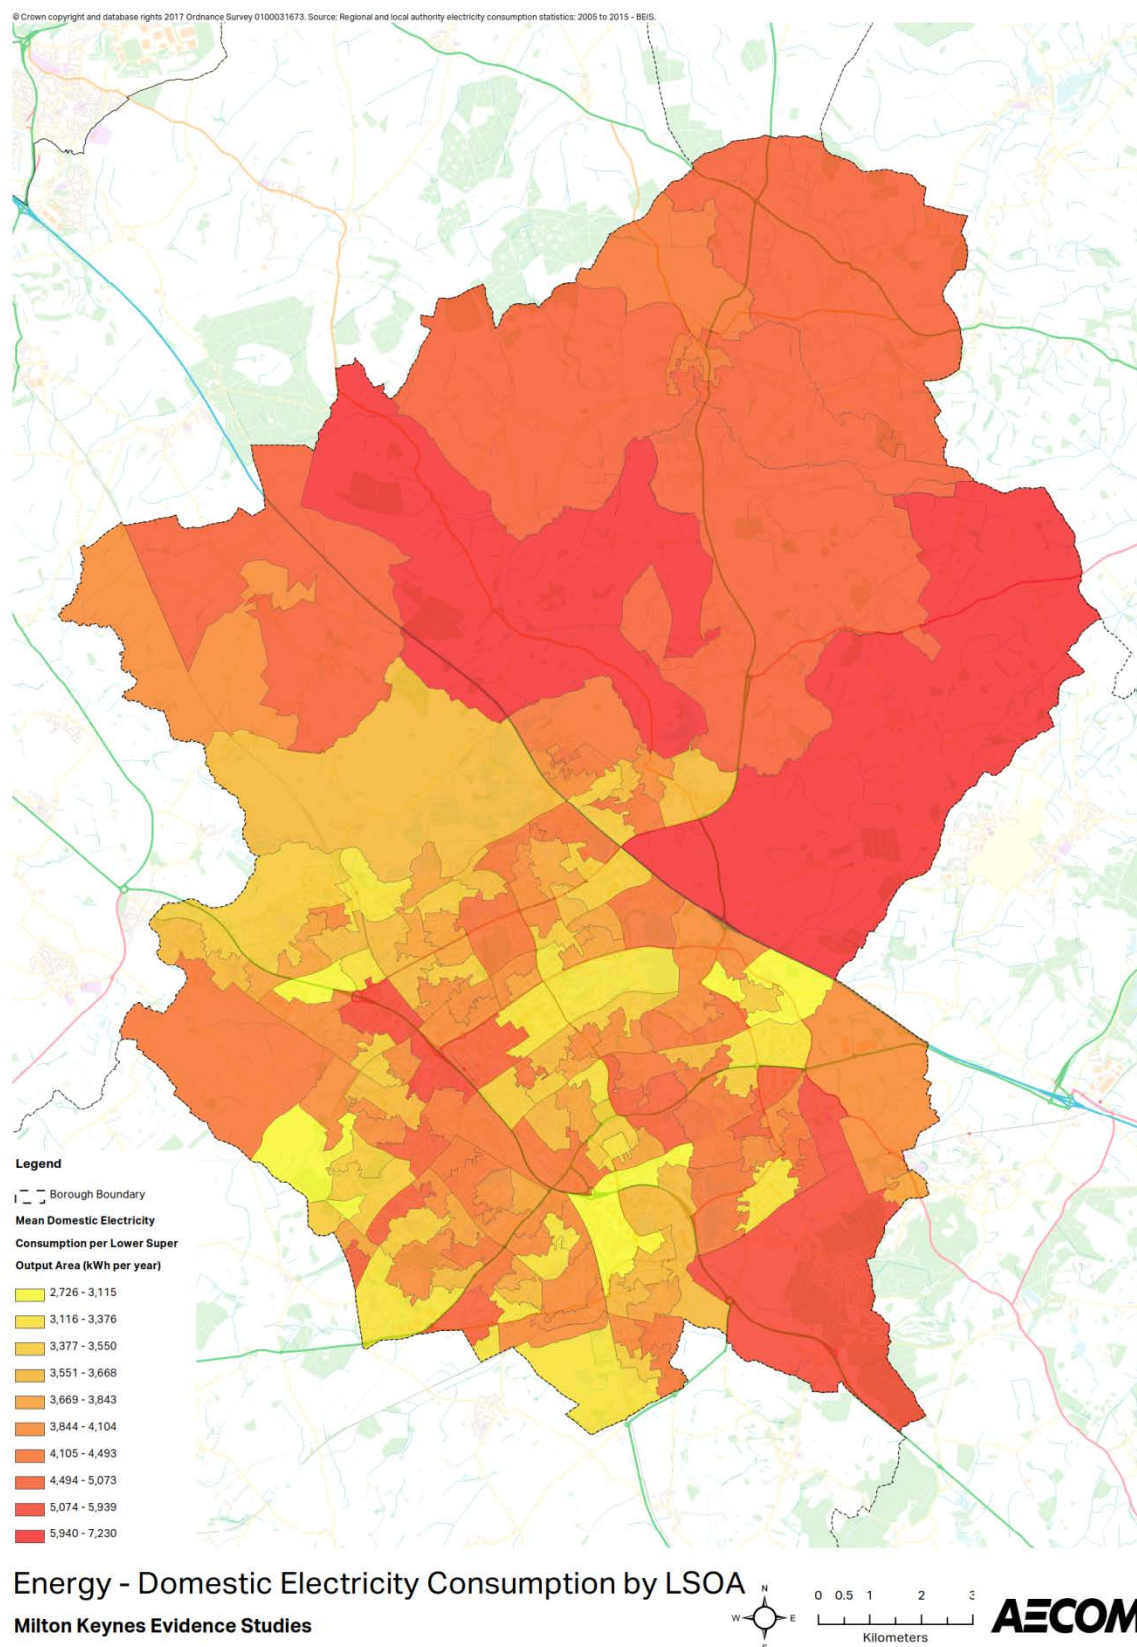 © Crown copyright and database rights 2017 Ordnance Survey 0100031673. Source: Regional and local authority electricity consumption statistics: 2005 to 2015 - BEIS.
Legend
Borough Boundary
Mean Domestic Electricity
Consumption per Lower Super
Output Area (kWh per year)
2,726 - 3,115
3,116 - 3,376
3,377 - 3,550
3,551 - 3,668
3,669 - 3,843
3,844 - 4,104
4,105 - 4,493
4,494 - 5,073
5,074 - 5,939
5,940 - 7,230
Energy - Domestic Electricity Consumption by LSOA
Milton Keynes Evidence Studies
N
W E
0 0.5 1 2
Kilometers
AECOM